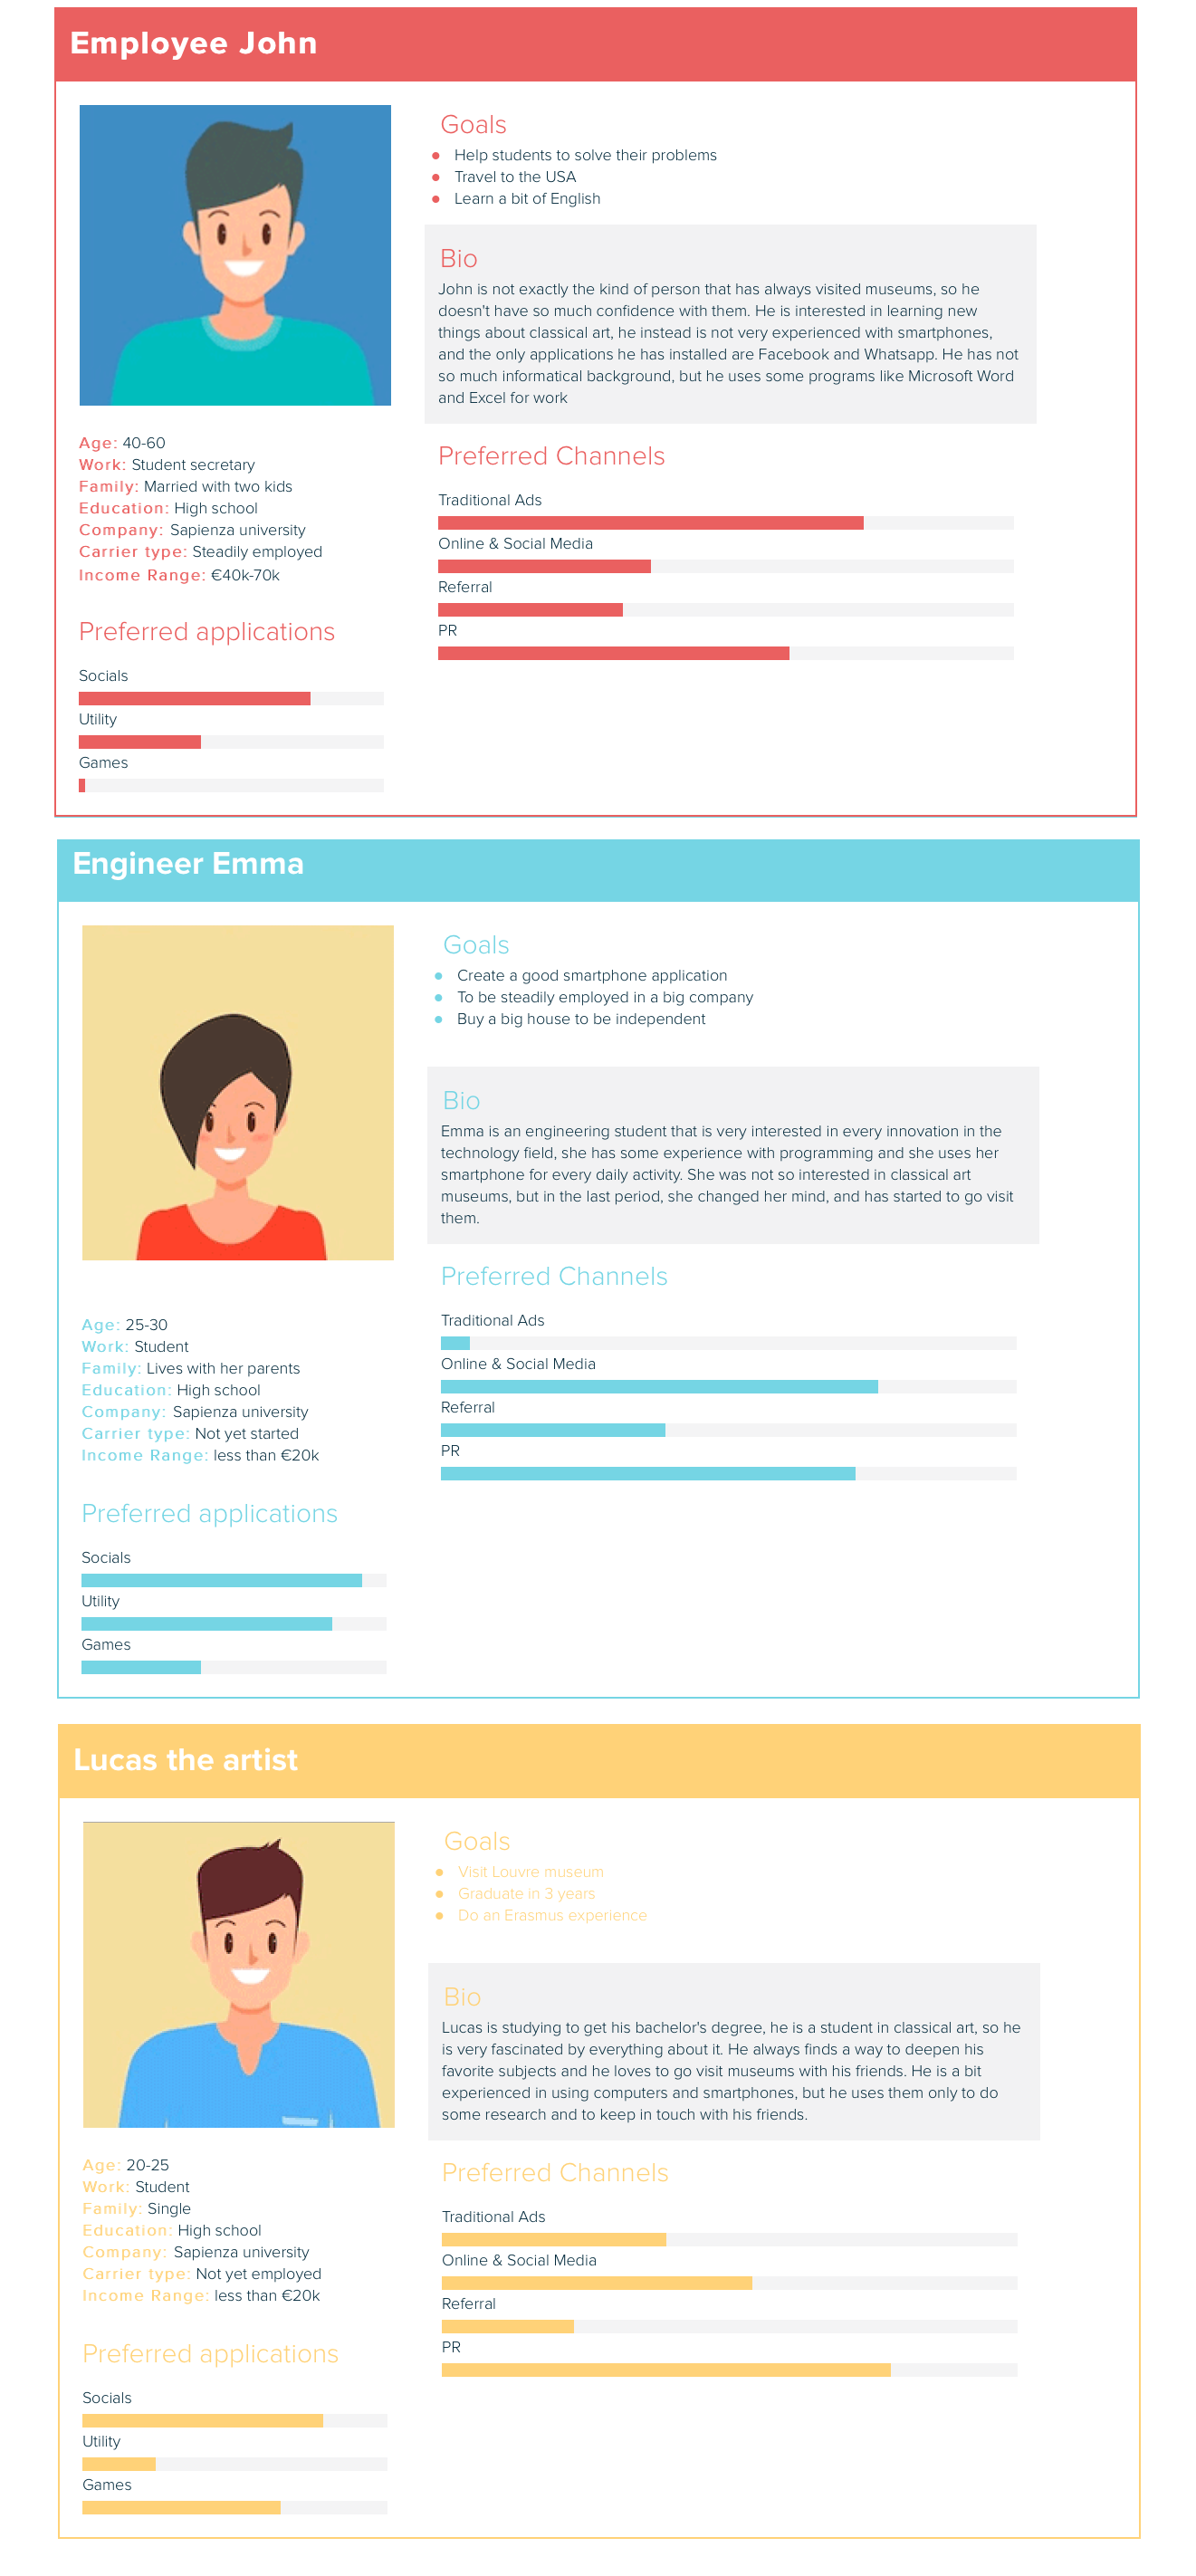 Employee John
Goals
Help students to solve their problems
Travel to the USA
Learn a bit of English
Bio
John is not exactly the kind of person that has always visited museums, so he
doesn't have so much confidence with them. He is interested in learning new
things about classical art, he instead is not very experienced with smartphones,
and the only applications he has installed are Facebook and Whatsapp. He has not
so much informatical background, but he uses some programs like Microsoft Word
and Excel for work
Age: 40-60
Work: Student secretary
Family: Married with two kids
Education: High school
Company: Sapienza university
Carrier type: Steadily employed
Income Range: €40k-70k
Preferred applications
Socials
Utility
Games
Preferred Channels
Traditional Ads
Online & Social Media
Referral
PR
Engineer Emma
Goals
Create a good smartphone application
To be steadily employed in a big company
Buy a big house to be independent
Bio
Emma is an engineering student that is very interested in every innovation in the
technology field, she has some experience with programming and she uses her
smartphone for every daily activity. She was not so interested in classical art
museums, but in the last period, she changed her mind, and has started to go visit
them.
Age: 25-30
Work: Student
Family: Lives with her parents
Education: High school
Company: Sapienza university
Carrier type: Not yet started
Income Range: less than €20k
Preferred applications
Socials
Utility
Games
Preferred Channels
Traditional Ads
Online & Social Media
Referral
PR
Lucas the artist
Goals
Visit Louvre museum
Graduate in 3 years
Do an Erasmus experience
Bio
Lucas is studying to get his bachelor's degree, he is a student in classical art, so he
is very fascinated by everything about it. He always finds a way to deepen his
favorite subjects and he loves to go visit museums with his friends. He is a bit
experienced in using computers and smartphones, but he uses them only to do
some research and to keep in touch with his friends.
Age: 20-25
Work: Student
Family: Single
Education: High school
Company: Sapienza university
Carrier type: Not yet employed
Income Range: less than €20k
Preferred applications
Socials
Utility
Games
Preferred Channels
Traditional Ads
Online & Social Media
Referral
PR